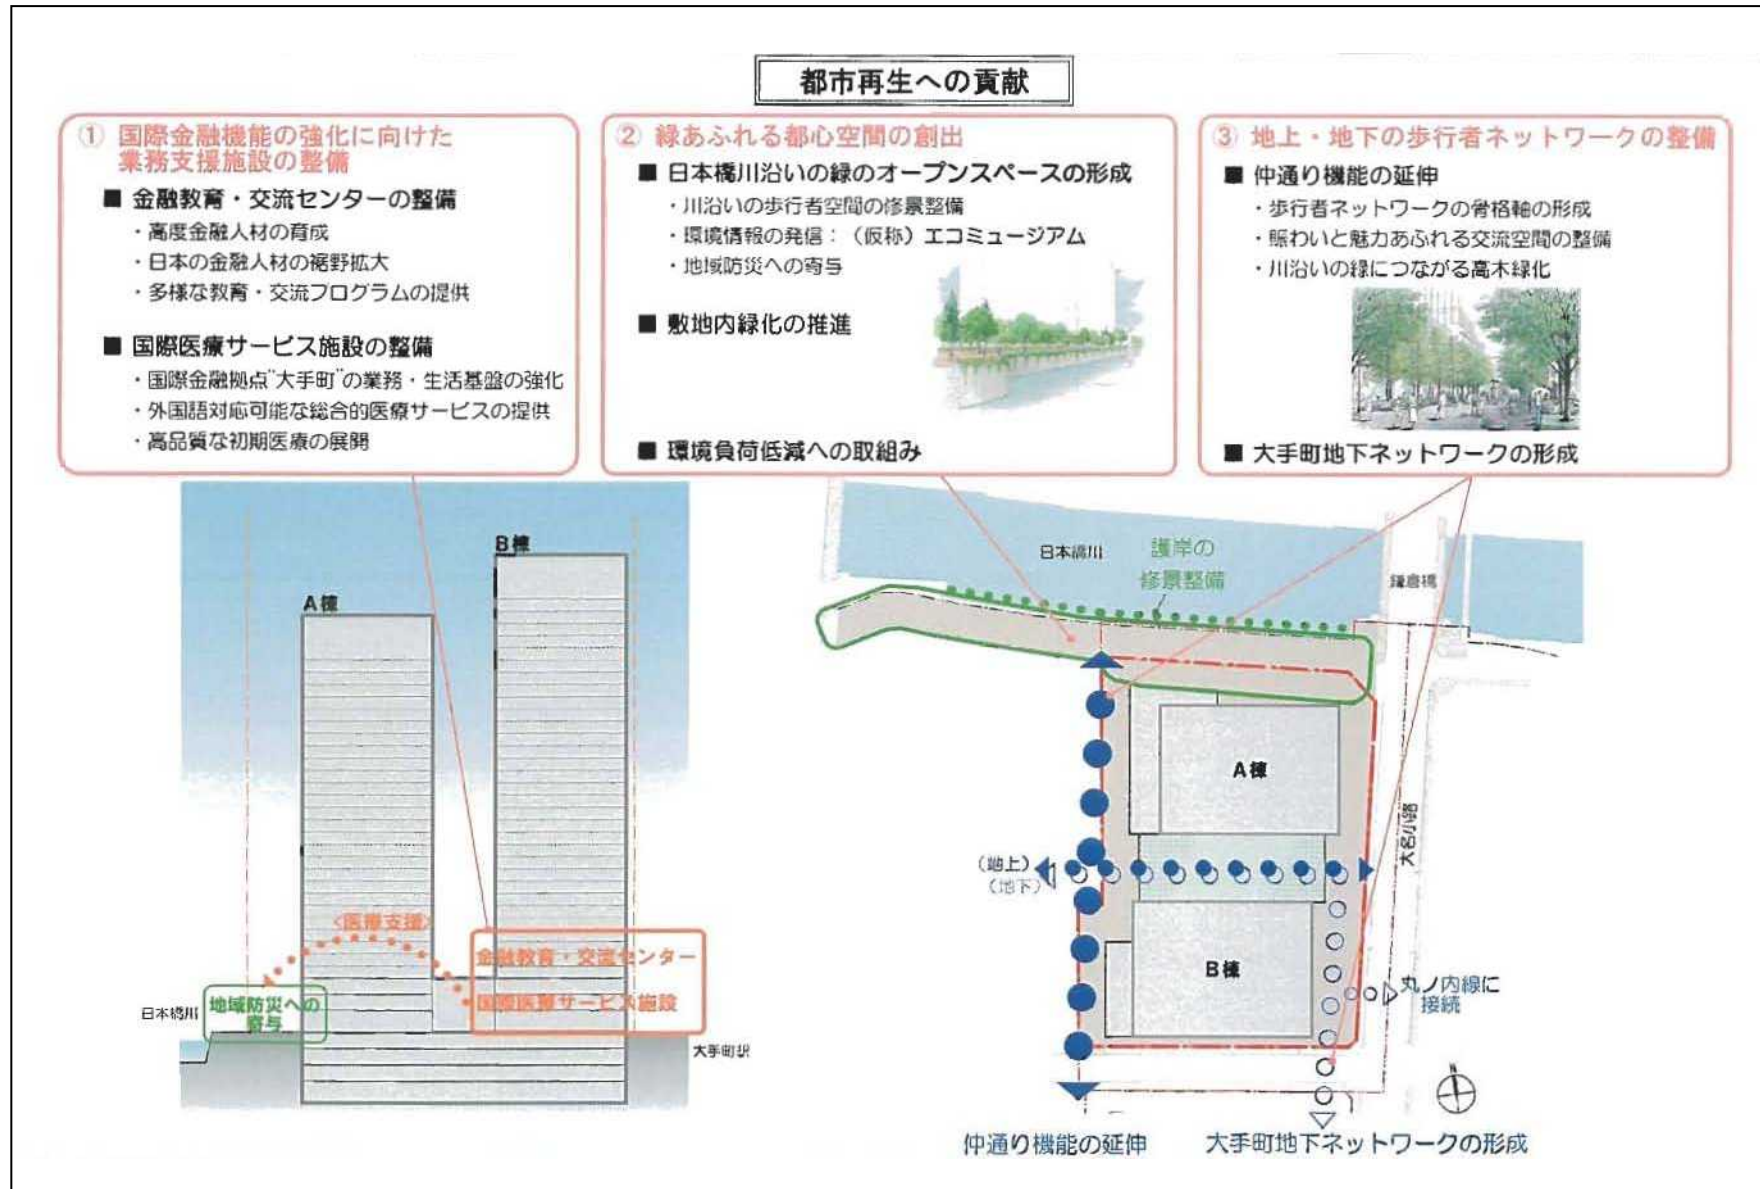 都市再生への貢献
① 国際金融機能の強化に向けた
業務支援施設の整備
■ 金融教育・交流センターの整備
・高度金融人材の育成
・日本の金融人材の裾野拡大
・多様な教育・交流プログラムの提供
■ 国際医療サービス施設の整備
・国際金融拠点"大手町"の業務・生活基盤の強化
・外国語対応可能な総合的医療サービスの提供
・高品質な初期医療の展開
② 緑あふれる都心空間の創出
■ 日本橋川沿いの緑のオープンスペースの形成
・川沿いの歩行者空間の修景整備
・環境情報の発信：（仮称）エコミュージアム
・地域防災への寄与
■ 敷地内緑化の推進
■ 環境負荷低減への取組み
③ 地上・地下の歩行者ネットワークの整備
■ 仲通り機能の延伸
・歩行者ネットワークの骨格軸の形成
・賑わいと魅力あふれる交流空間の整備
・川沿いの緑につながる高木緑化
■ 大手町地下ネットワークの形成
A棟
B棟
<医療支援>
金融教育・交流センター
国際医療サービス施設
日本橋川
地域防災への
寄与
大手町駅
日本橋川
護岸の
修景整備
鎌倉橋
A棟
大名小路
(地上)
(地下)
B棟
丸ノ内線に
接続
N
仲通り機能の延伸
大手町地下ネットワークの形成